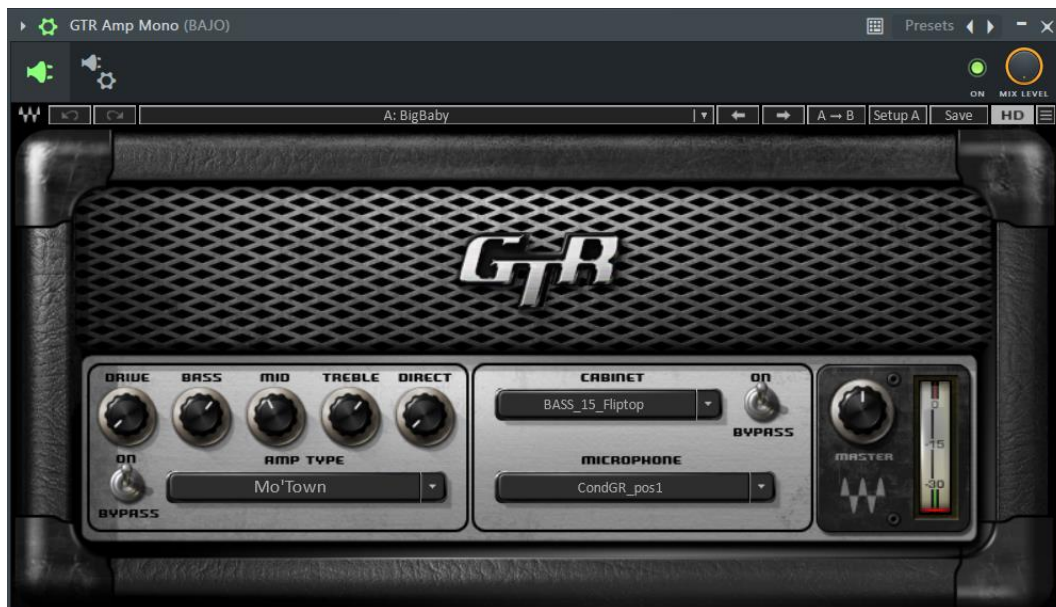 GTR Amp Mono (BAJO)
Presets
ON
MIX LEVEL
A: BigBaby
A → B
Setup A
Save
HD
GTR
DRIVE BASS MID TREBLE DIRECT
ON
AMP TYPE
Mo'Town
BYPASS
CABINET
BASS_15_Fliptop
ON
BYPASS
MICROPHONE
CondGR_pos1
MASTER
0
-15
-30